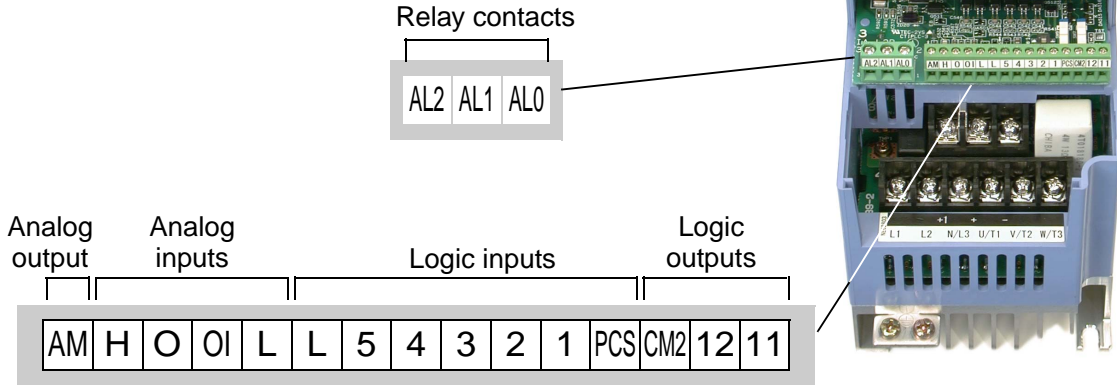 Relay contacts
AL2 AL1 AL0
Analog output
Analog inputs
Logic inputs
Logic outputs
AM H O OI L L 5 4 3 2 1 PCS CM2 12 11
3
AL2 AL1 AL0
AM H O OI L L 5 4 3 2 1 PCS CM2 12 11
+1 + −
L1 L2 N/L3 U/T1 V/T2 W/T3